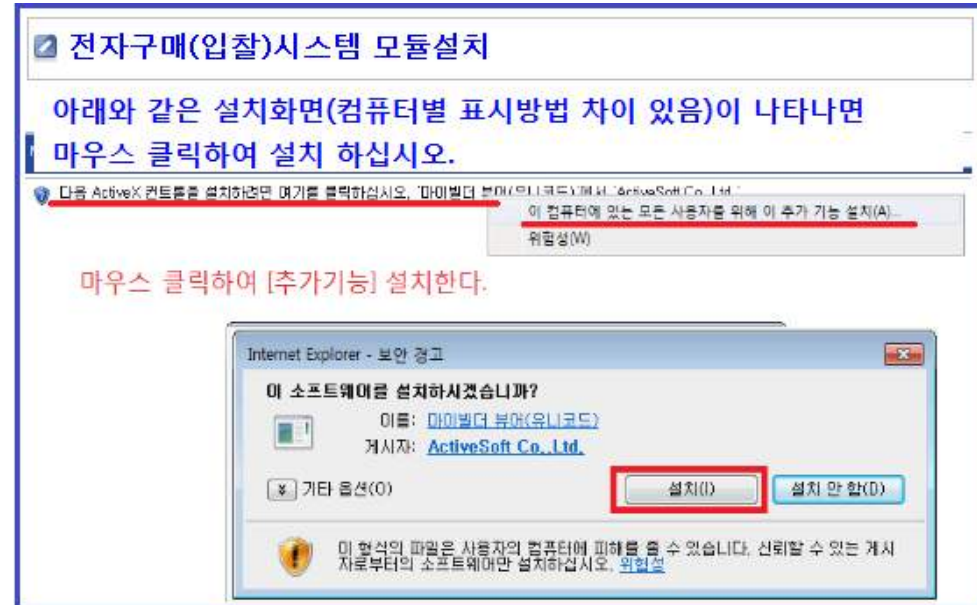 전자구매(입찰)시스템 모듈설치
아래와 같은 설치화면(컴퓨터별 표시방법 차이 있음)이 나타나면
마우스 클릭하여 설치 하십시오.
다음 ActiveX 컨트롤을 설치하려면 여기를 클릭하십시오, '마이빌더 뷰어(유니코드)'에서 'ActiveSoft Co., Ltd.'
이 컴퓨터에 있는 모든 사용자를 위해 이 추가 기능 설치(A)...
위험성(W)
마우스 클릭하여 [추가기능] 설치한다.
Internet Explorer - 보안 경고
이 소프트웨어를 설치하시겠습니까?
이름: 마이빌더 뷰어(유니코드)
게시자: ActiveSoft Co.,Ltd.
기타 옵션(O) 설치(I) 설치 안 함(D)
이 형식의 파일은 사용자의 컴퓨터에 피해를 줄 수 있습니다. 신뢰할 수 있는 게시
자로부터의 소프트웨어만 설치하십시오. 위험성